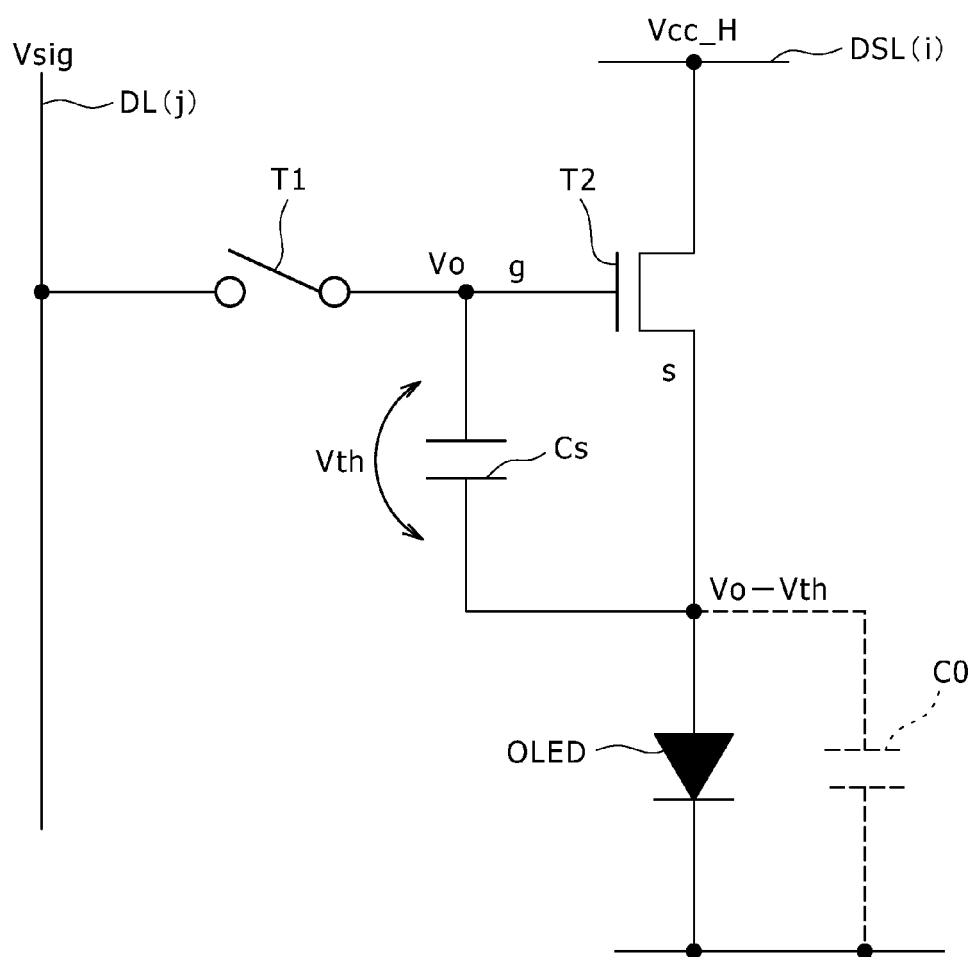 Vsig
Vcc_H
DSL(i)
DL(j)
T1
T2
Vo
g
s
Vth
Cs
Vo－Vth
C0
OLED